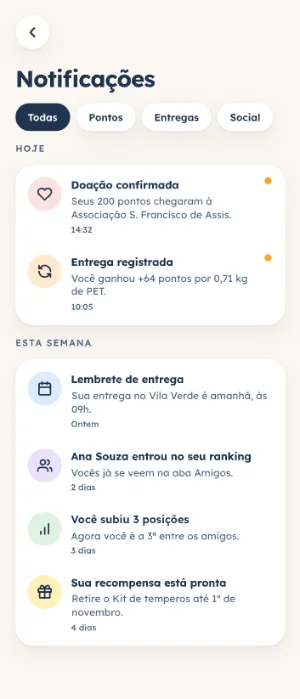 Notificações
Todas
Pontos
Entregas
Social
HOJE
Doação confirmada
Seus 200 pontos chegaram à
Associação S. Francisco de Assis.
14:32
Entrega registrada
Você ganhou +64 pontos por 0,71 kg
de PET.
10:05
ESTA SEMANA
Lembrete de entrega
Sua entrega no Vila Verde é amanhã, às
09h.
Ontem
Ana Souza entrou no seu ranking
Vocês já se veem na aba Amigos.
2 dias
Você subiu 3 posições
Agora você é a 3ª entre os amigos.
3 dias
Sua recompensa está pronta
Retire o Kit de temperos até 1º de
novembro.
4 dias